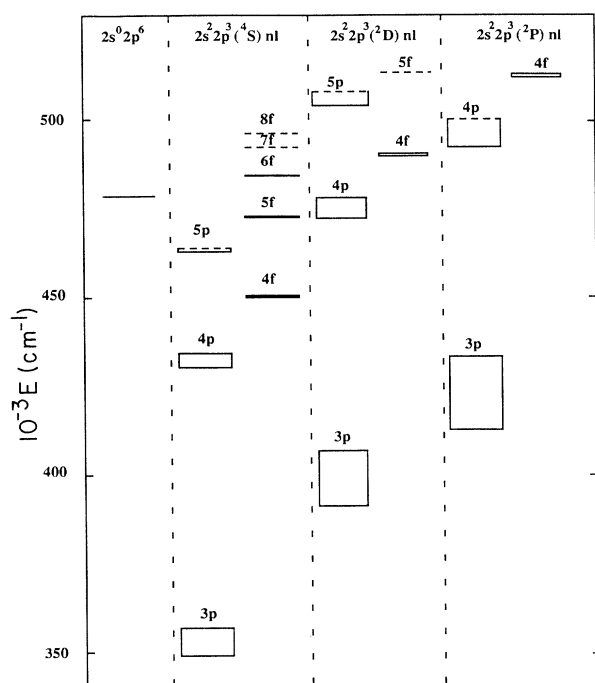 2s⁰2p⁶
2s²2p³(⁴S) nl
2s²2p³(²D) nl
2s²2p³(²P) nl
5f
4f
5p
8f
4p
500
7f
4f
6f
4p
5f
5p
4f
450
4p
3p
3p
400
3p
350
10⁻³E (cm⁻¹)